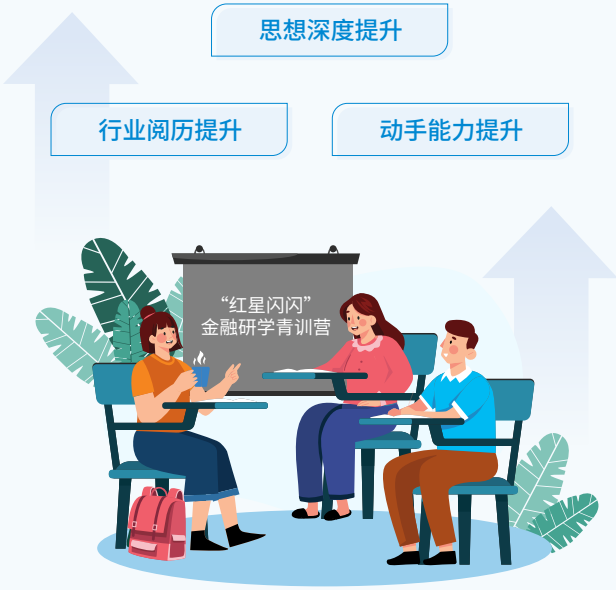 思想深度提升
行业阅历提升
动手能力提升
“红星闪闪”
金融研学青训营